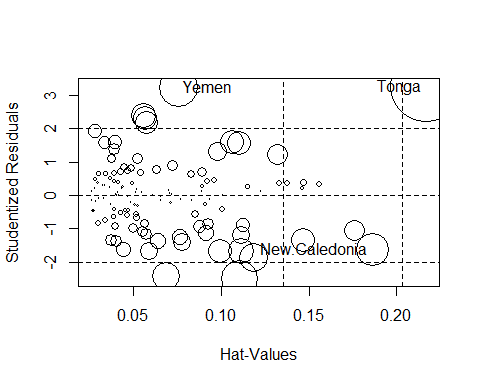 Yemen
Tonga
New.Caledonia
Studentized Residuals
3
2
1
0
-1
-2
0.05
0.10
0.15
0.20
Hat-Values